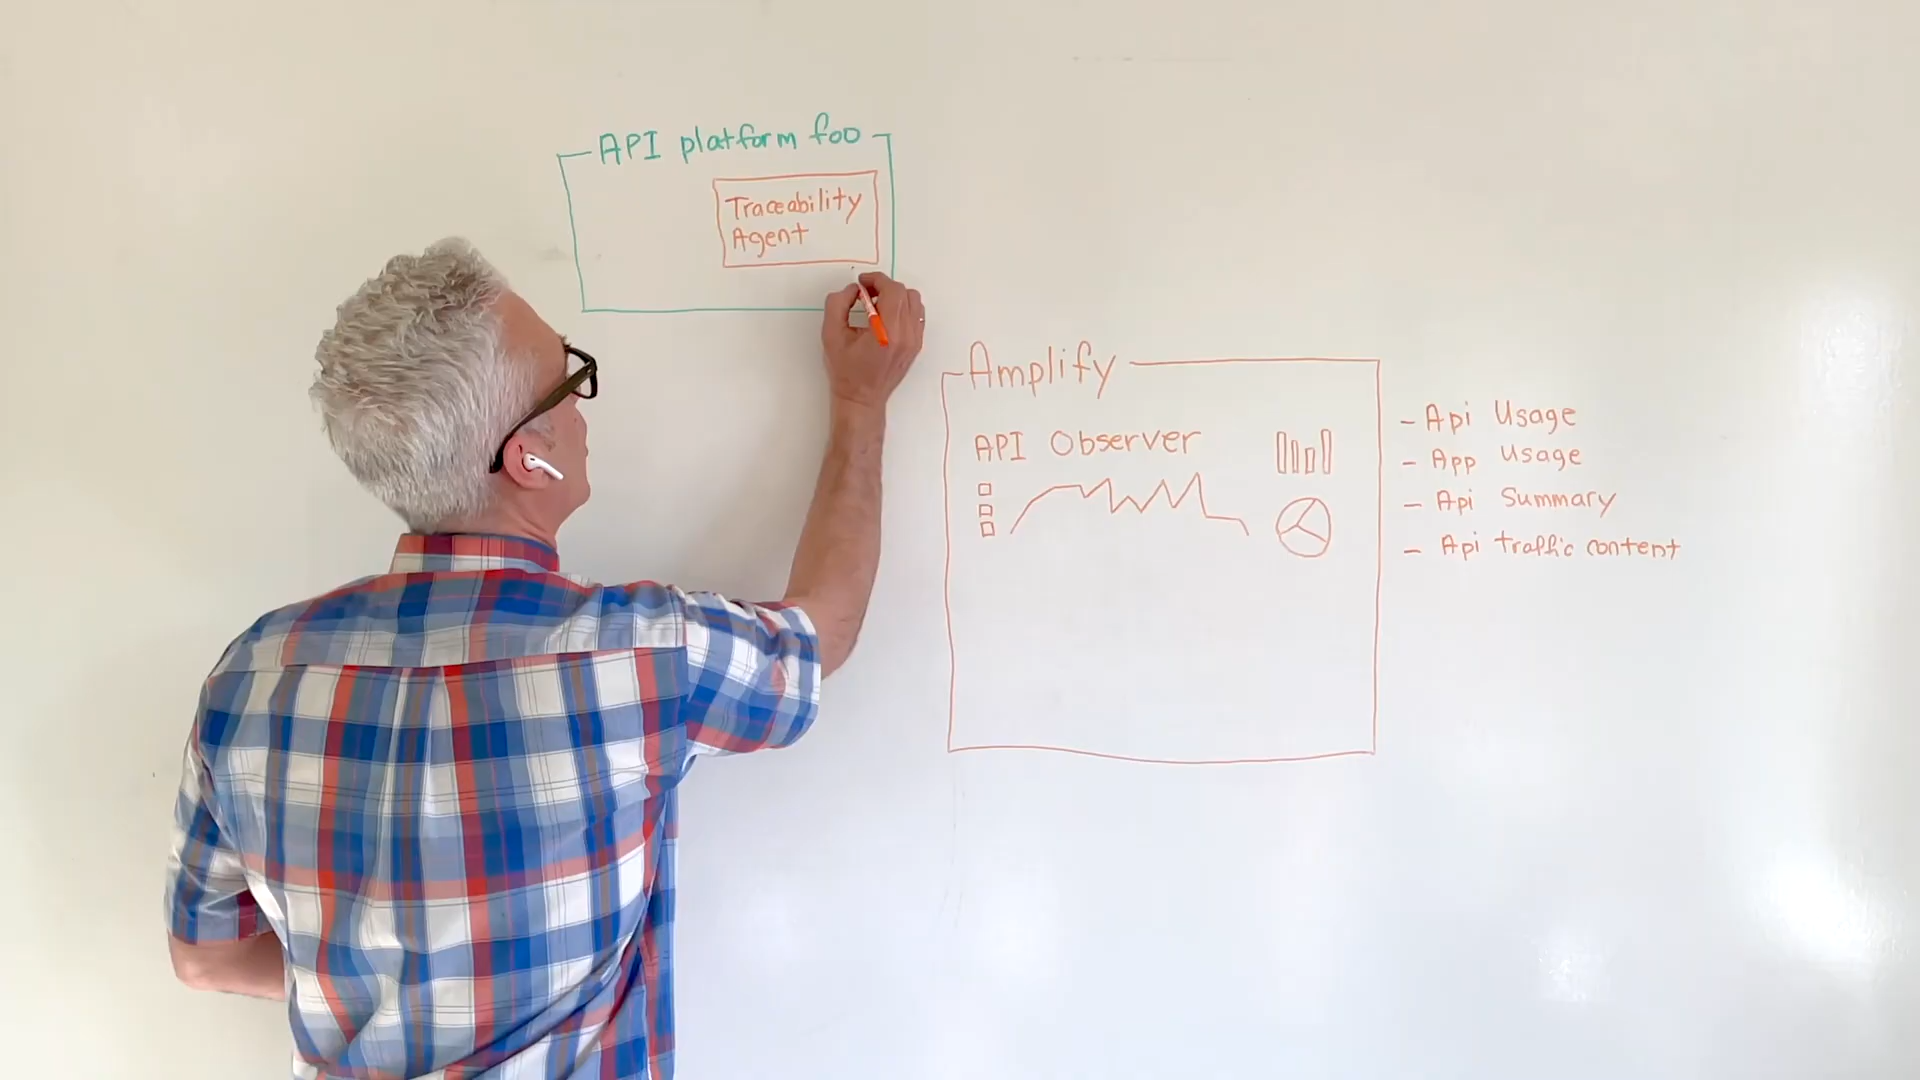 API platform foo
Traceability
Agent
Amplify
API Observer
- Api Usage
- App Usage
- Api Summary
- Api traffic content